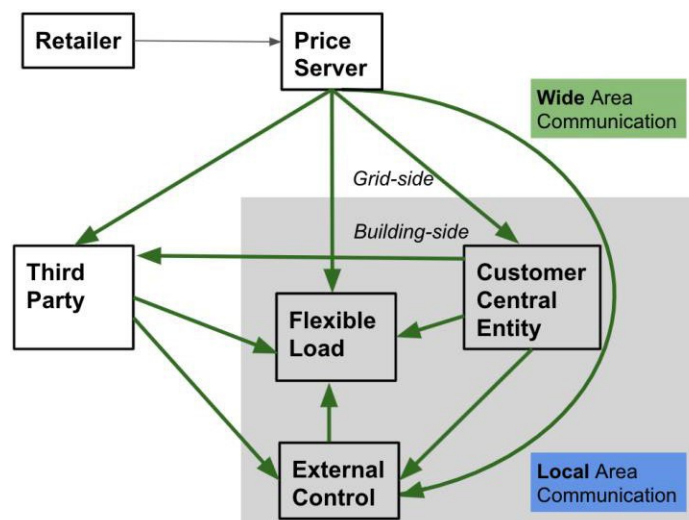 Retailer
Price
Server
Wide Area
Communication
Grid-side
Building-side
Third
Party
Customer
Central
Entity
Flexible
Load
External
Control
Local Area
Communication